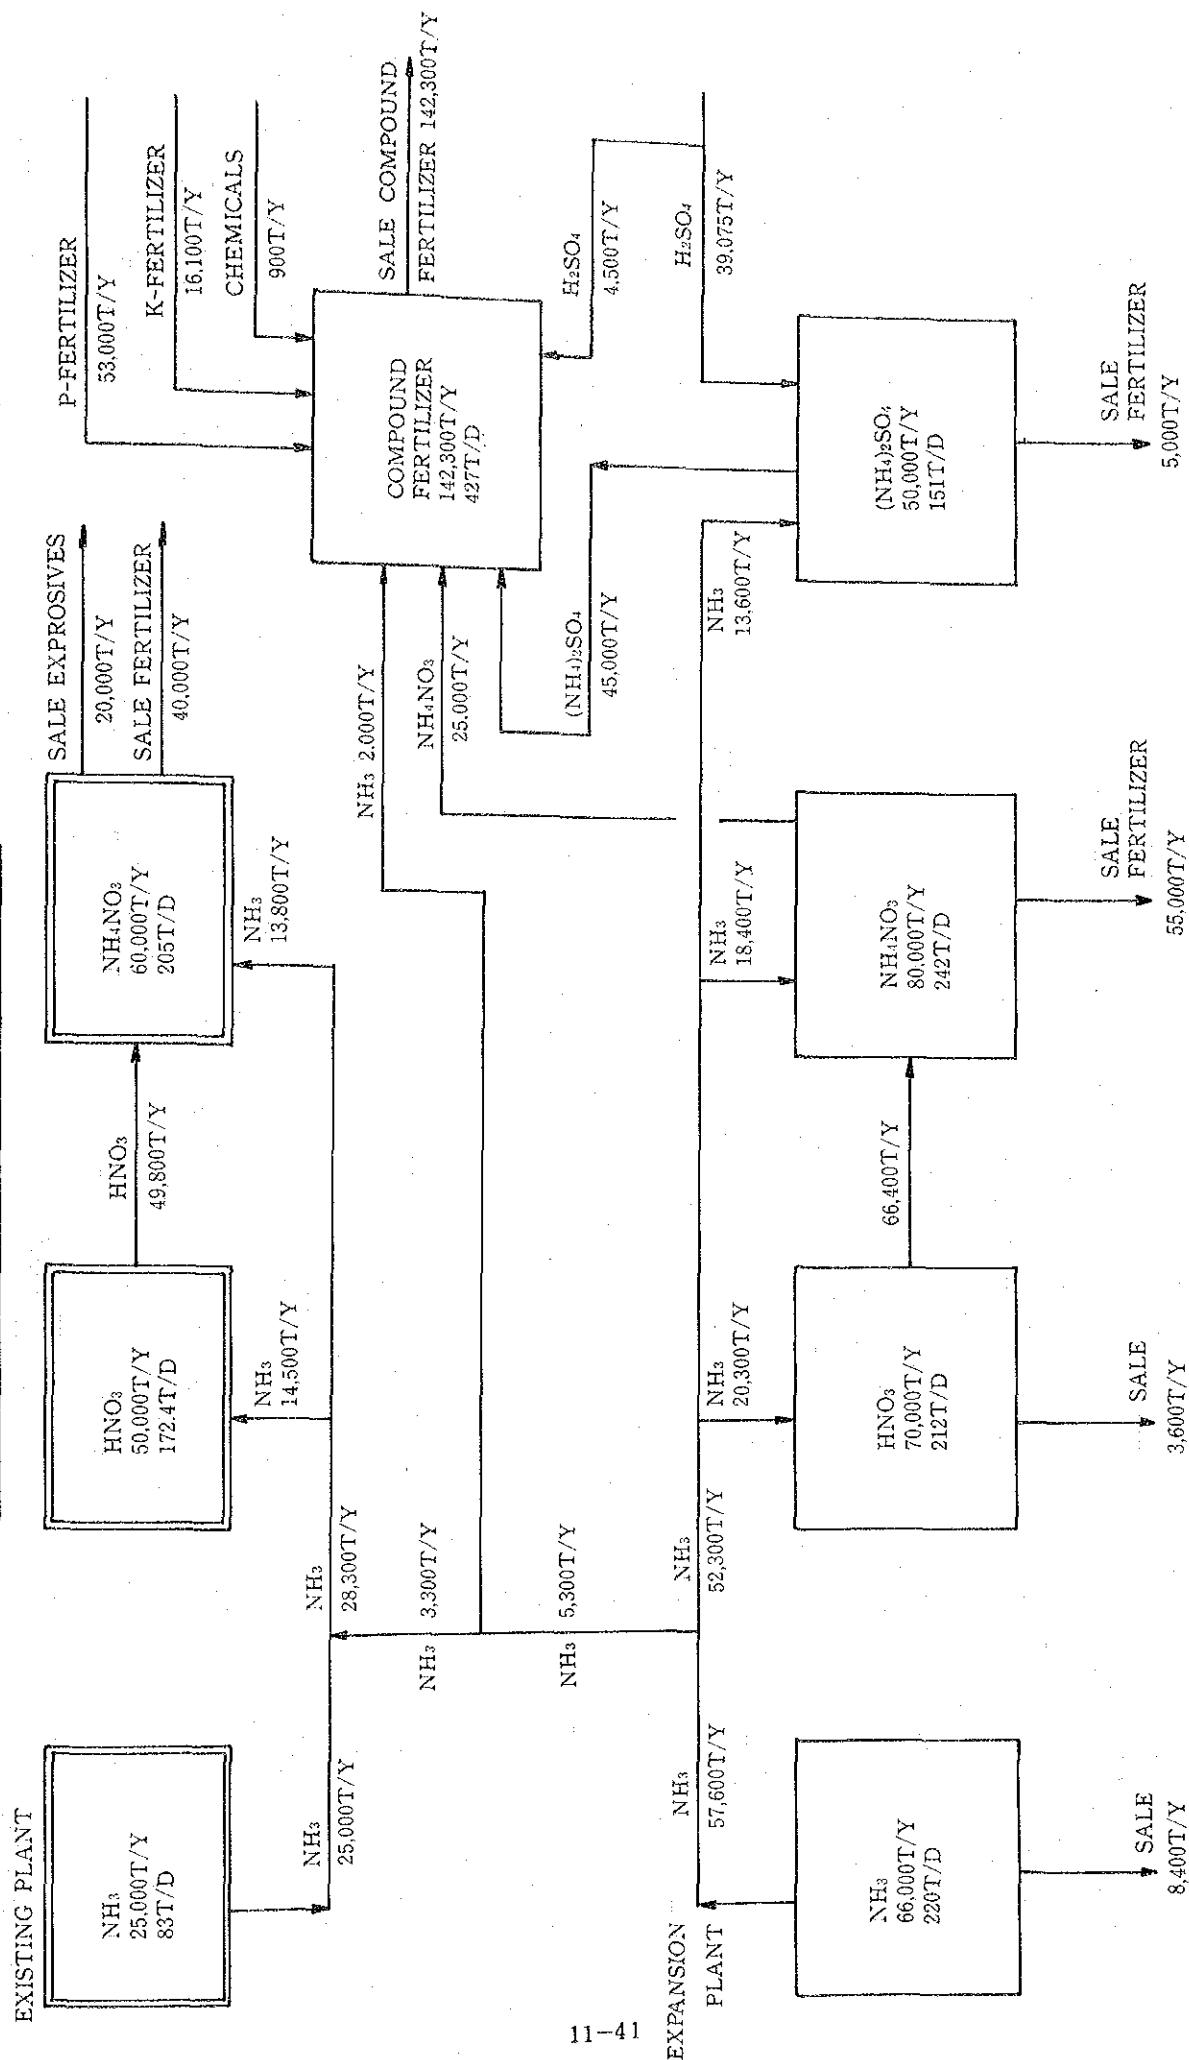 EXISTING PLANT
NH₃
25,000T/Y
83T/D
NH₃
25,000T/Y
NH₃
28,300T/Y
HNO₃
50,000T/Y
172.4T/D
NH₃
14,500T/Y
HNO₃
49,800T/Y
NH₄NO₃
60,000T/Y
205T/D
NH₃
13,800T/Y
SALE EXPROSIVES
20,000T/Y
SALE FERTILIZER
40,000T/Y
P-FERTILIZER
53,000T/Y
K-FERTILIZER
16,100T/Y
CHEMICALS
900T/Y
COMPOUND
FERTILIZER
142,300T/Y
427T/D
SALE COMPOUND
FERTILIZER 142,300T/Y
NH₃ 2,000T/Y
NH₄NO₃
25,000T/Y
(NH₄)₂SO₄
45,000T/Y
H₂SO₄
4,500T/Y
H₂SO₄
39,075T/Y
NH₃
3,300T/Y
NH₃
5,300T/Y
EXPANSION
PLANT
NH₃
57,600T/Y
NH₃
52,300T/Y
NH₃
20,300T/Y
NH₃
18,400T/Y
NH₃
13,600T/Y
NH₃
66,000T/Y
220T/D
SALE
8,400T/Y
HNO₃
70,000T/Y
212T/D
SALE
3,600T/Y
66,400T/Y
NH₄NO₃
80,000T/Y
242T/D
SALE
FERTILIZER
55,000T/Y
(NH₄)₂SO₄
50,000T/Y
151T/D
SALE
FERTILIZER
5,000T/Y
11-41